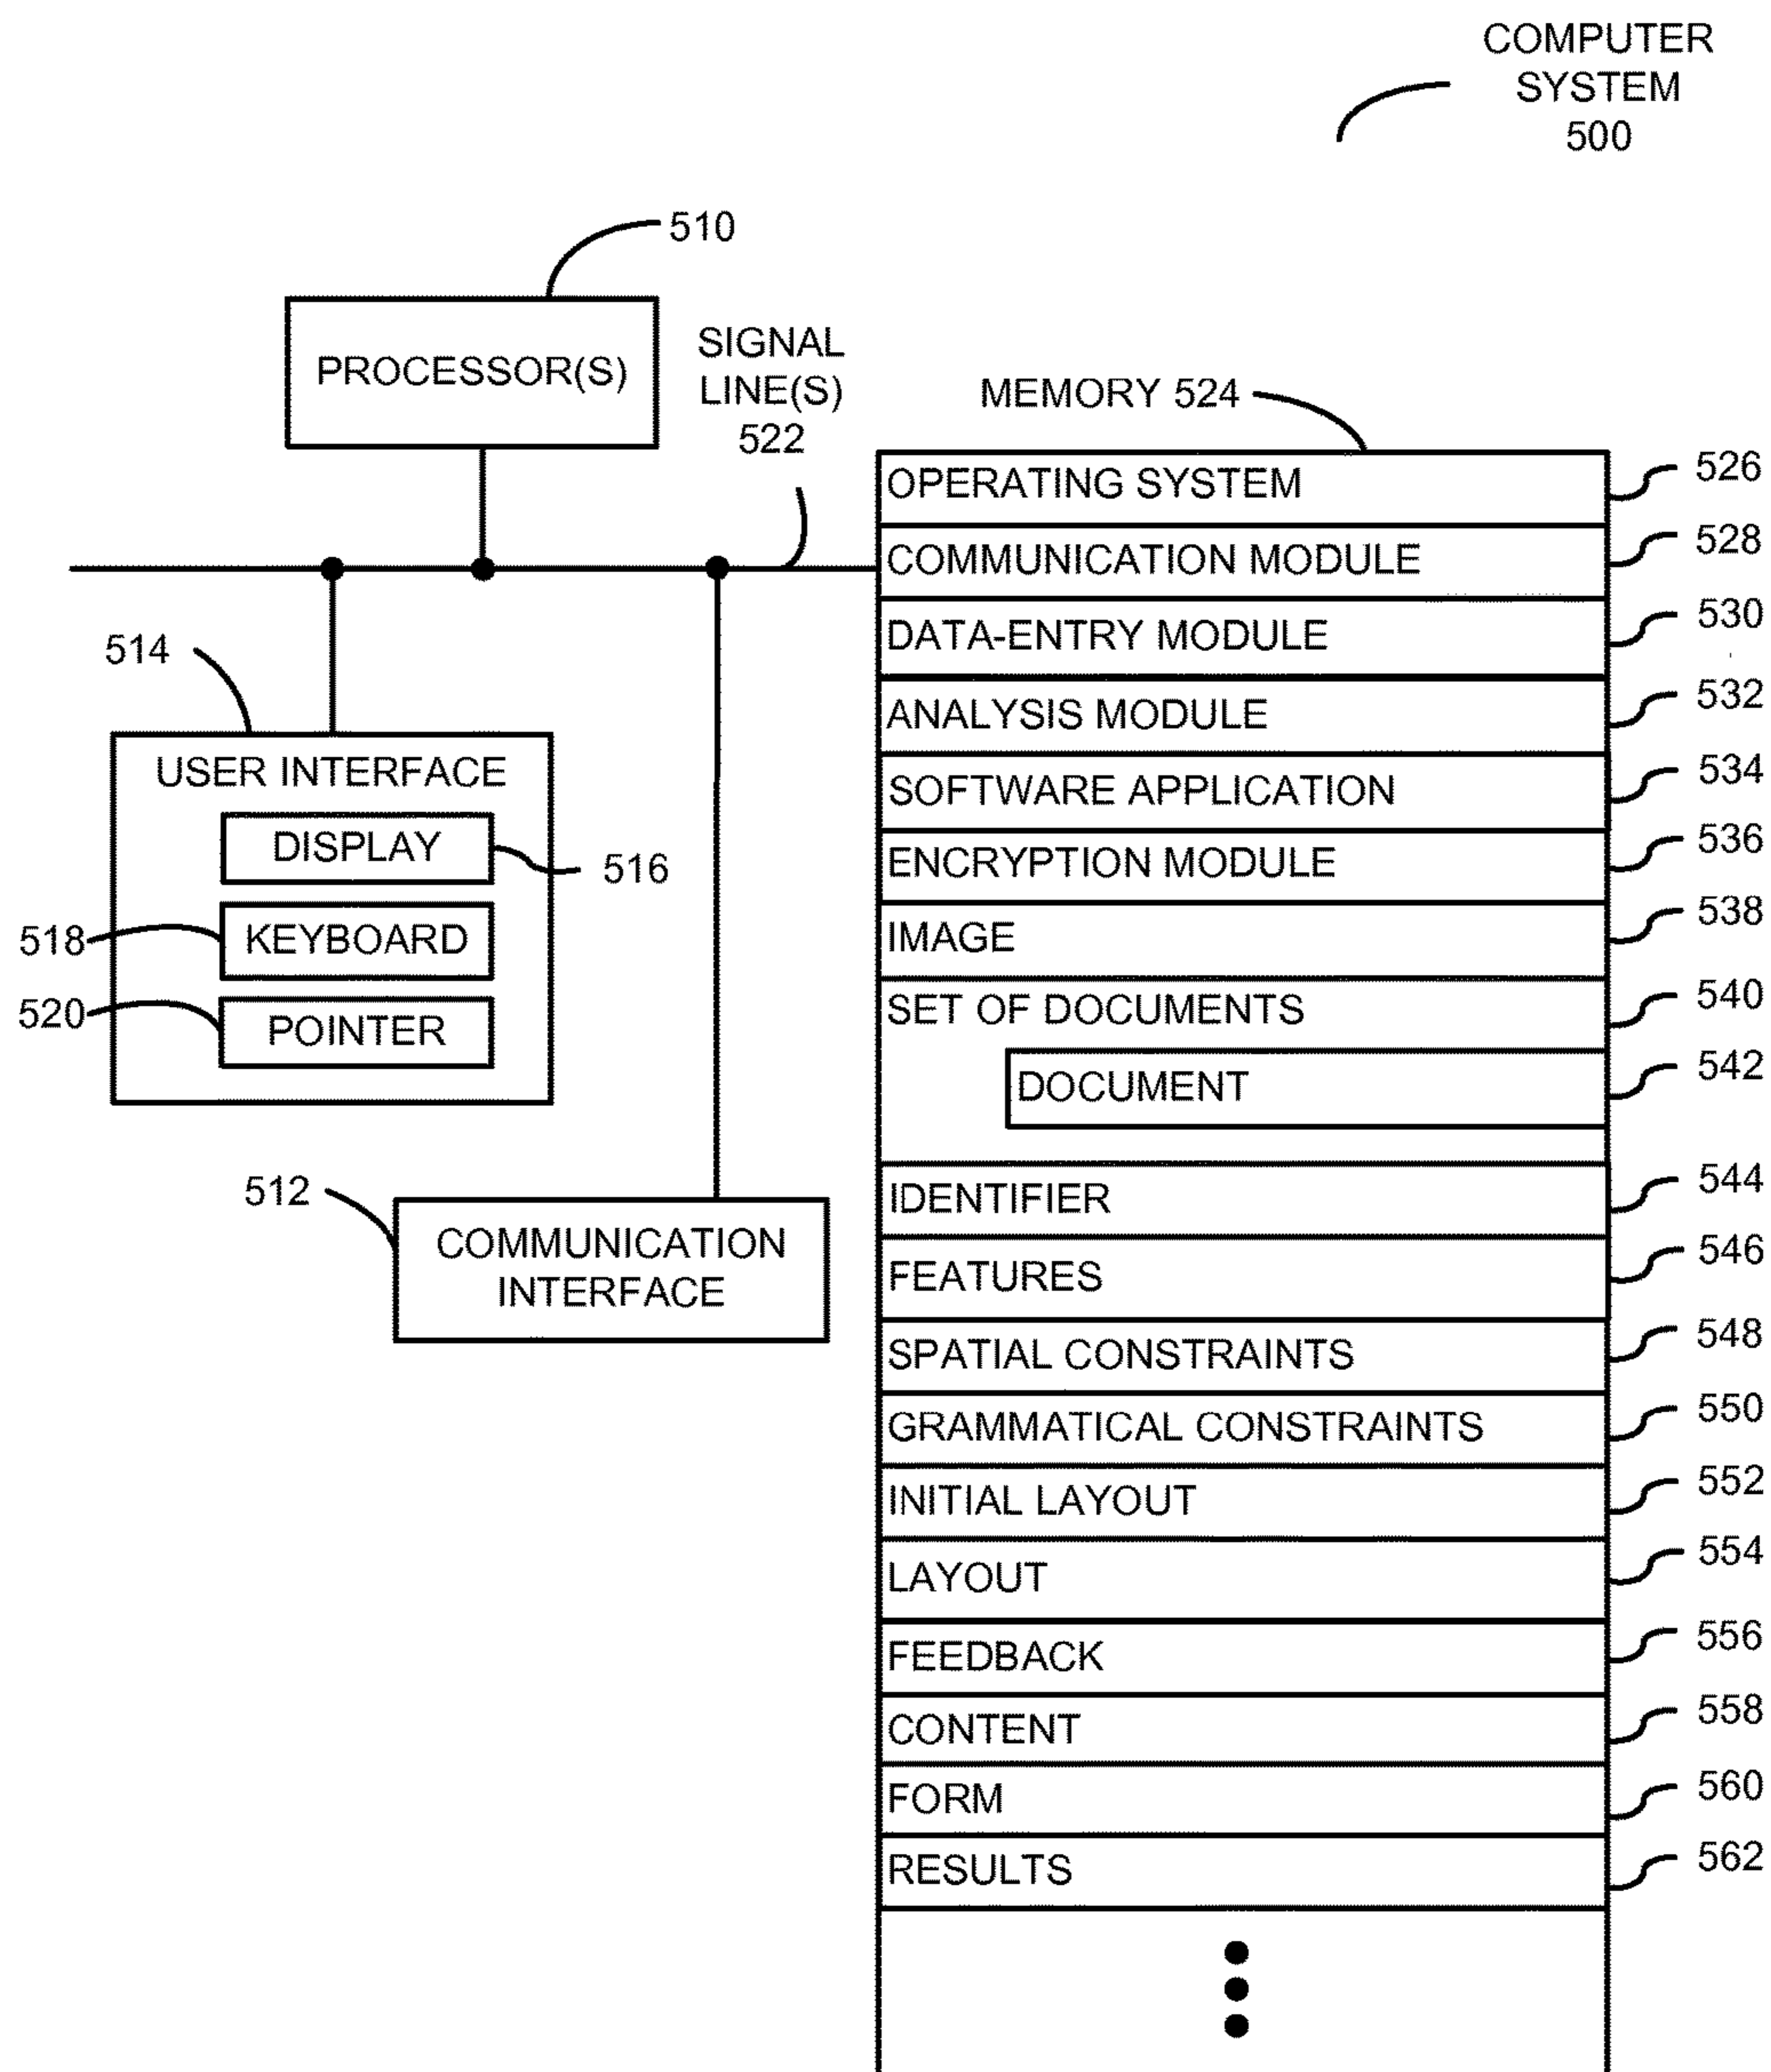 COMPUTER
SYSTEM
500
510
PROCESSOR(S)
SIGNAL
LINE(S)
522
MEMORY 524
OPERATING SYSTEM
526
COMMUNICATION MODULE
528
DATA-ENTRY MODULE
530
514
ANALYSIS MODULE
532
USER INTERFACE
SOFTWARE APPLICATION
534
DISPLAY
516
ENCRYPTION MODULE
536
518
KEYBOARD
IMAGE
538
520
POINTER
SET OF DOCUMENTS
540
DOCUMENT
542
512
COMMUNICATION
INTERFACE
IDENTIFIER
544
FEATURES
546
SPATIAL CONSTRAINTS
548
GRAMMATICAL CONSTRAINTS
550
INITIAL LAYOUT
552
LAYOUT
554
FEEDBACK
556
CONTENT
558
FORM
560
RESULTS
562